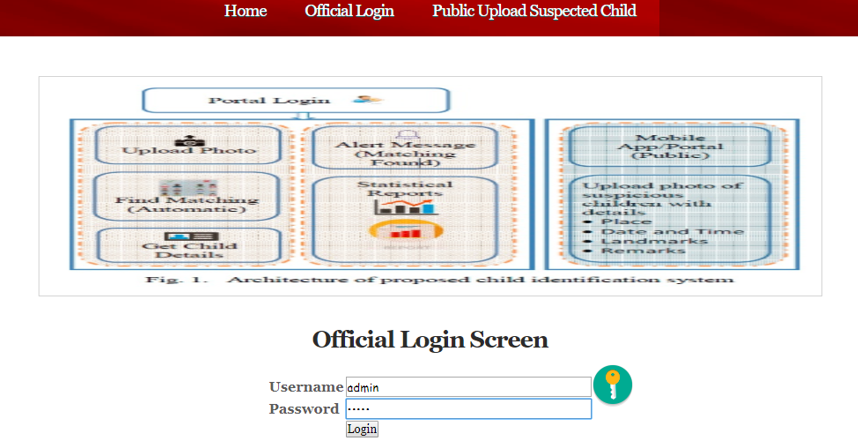 Home Official Login Public Upload Suspected Child
Portal Login
Upload Photo
Find Matching
(Automatic)
Get Child
Details
Alert Message
(Matching
Found)
Statistical
Reports
Mobile
App/Portal
(Public)
Upload photo of
suspicious
children with
details
• Place
• Date and Time
• Landmarks
• Remarks
Fig. 1. Architecture of proposed child identification system
Official Login Screen
Username admin
Password •••••
Login